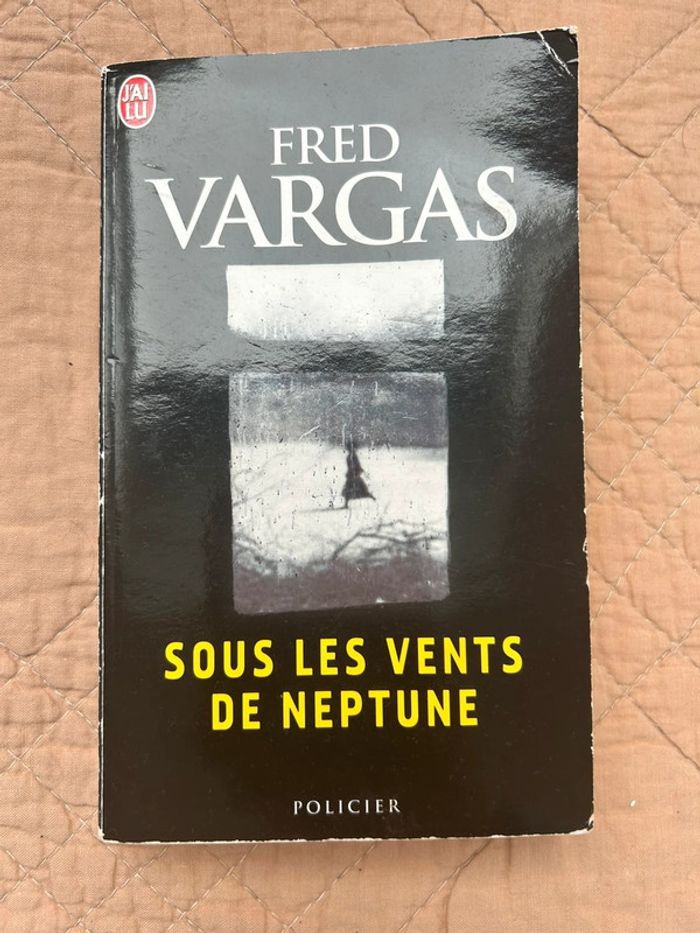 J'AI
LU
FRED
VARGAS
SOUS LES VENTS
DE NEPTUNE
POLICIER